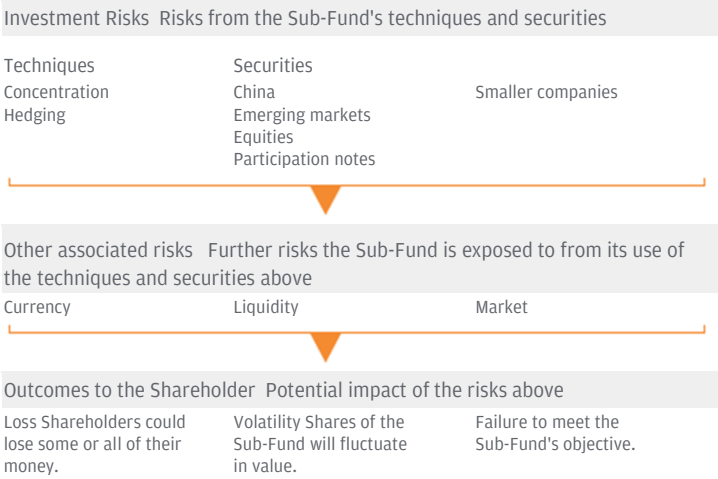 Investment Risks Risks from the Sub-Fund's techniques and securities
Techniques
Concentration
Hedging
Securities
China
Emerging markets
Equities
Participation notes
Smaller companies
Other associated risks Further risks the Sub-Fund is exposed to from its use of
the techniques and securities above
Currency
Liquidity
Market
Outcomes to the Shareholder Potential impact of the risks above
Loss Shareholders could
lose some or all of their
money.
Volatility Shares of the
Sub-Fund will fluctuate
in value.
Failure to meet the
Sub-Fund's objective.